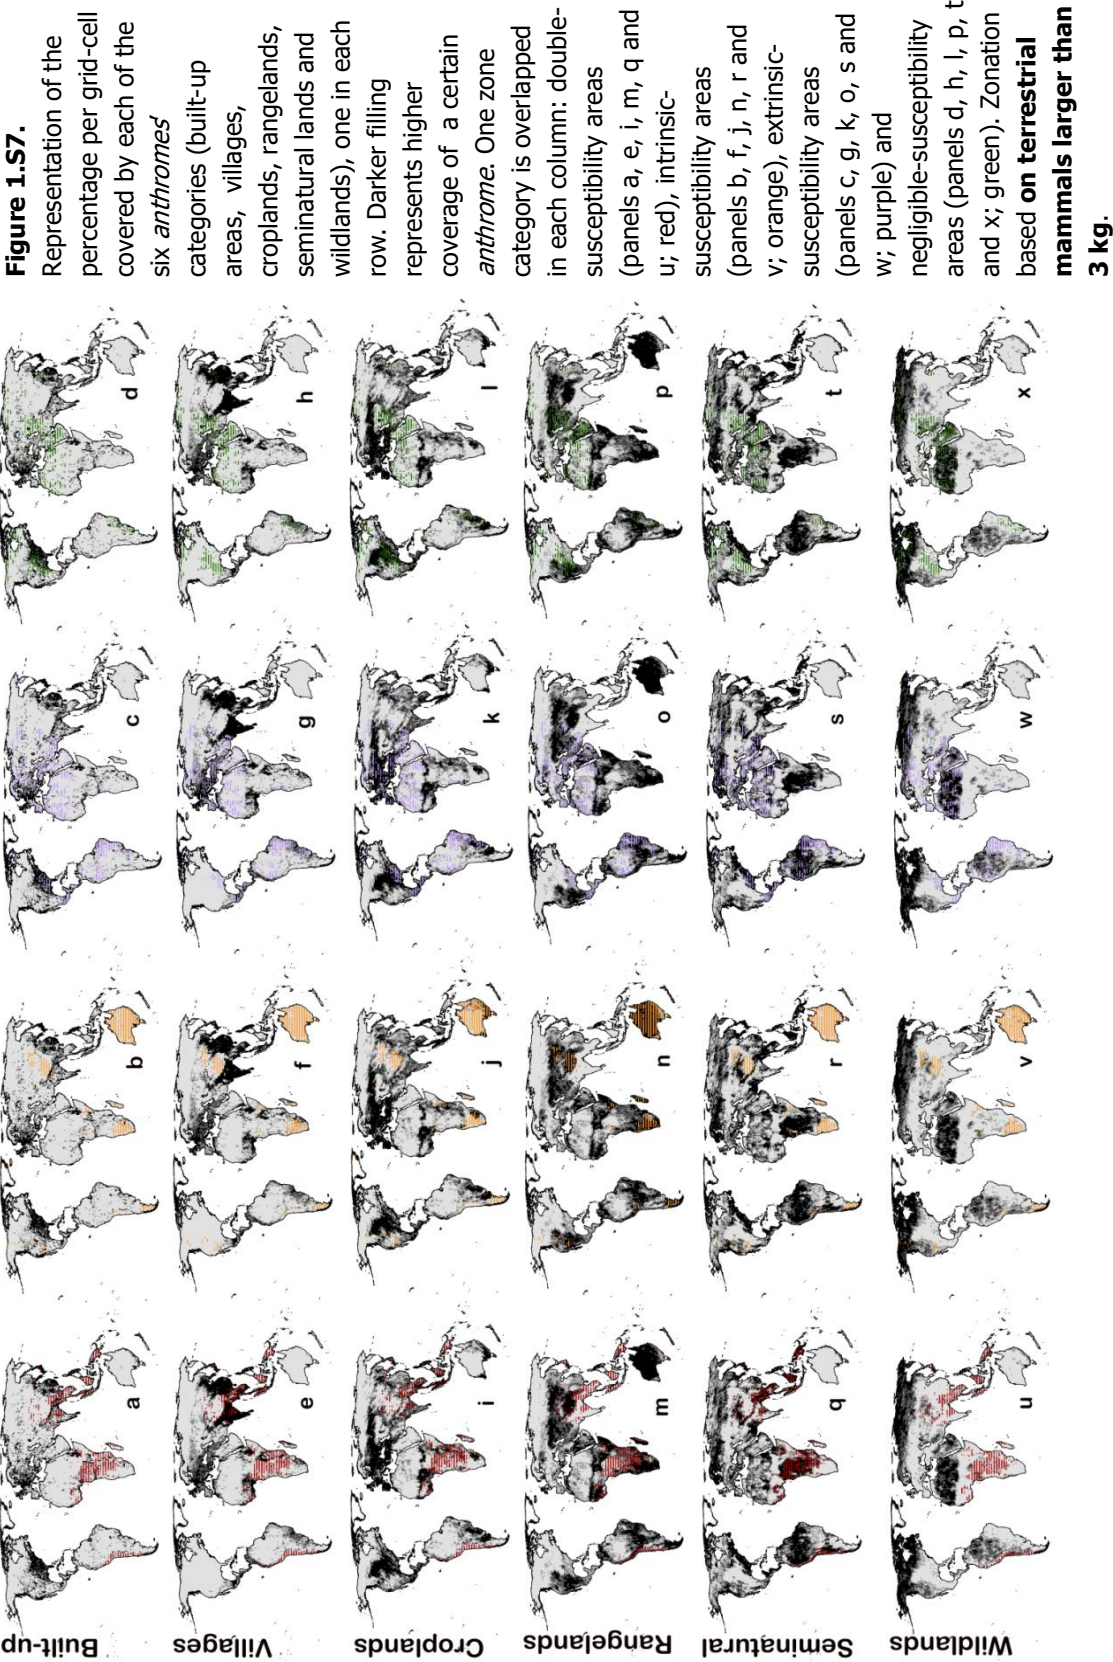 Figure 1.S7.
Representation of the
percentage per grid-cell
covered by each of the
six anthromes'
categories (built-up
areas, villages,
croplands, rangelands,
seminatural lands and
wildlands), one in each
row. Darker filling
represents higher
coverage of a certain
anthrome. One zone
category is overlapped
in each column: double-
susceptibility areas
(panels a, e, i, m, q and
u; red), intrinsic-
susceptibility areas
(panels b, f, j, n, r and
v; orange), extrinsic-
susceptibility areas
(panels c, g, k, o, s and
w; purple) and
negligible-susceptibility
areas (panels d, h, l, p, t
and x; green). Zonation
based on terrestrial
mammals larger than
3 kg.
Built-up
a
b
c
d
Villages
e
f
g
h
Croplands
i
j
k
l
Rangelands
m
n
o
p
Seminatural
q
r
s
t
Wildlands
u
v
w
x